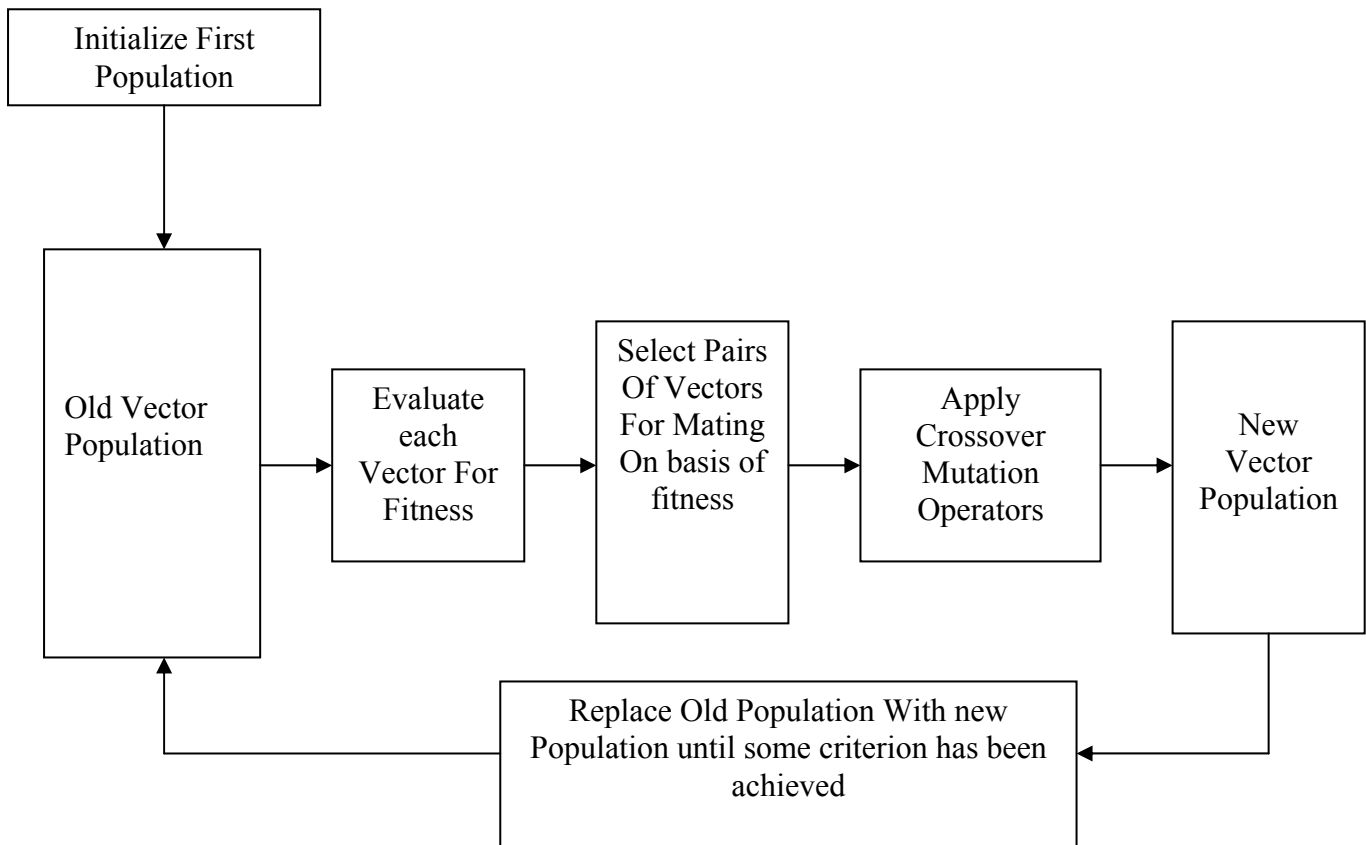 Initialize First
Population
Old Vector
Population
Evaluate
each
Vector For
Fitness
Select Pairs
Of Vectors
For Mating
On basis of
fitness
Apply
Crossover
Mutation
Operators
New
Vector
Population
Replace Old Population With new
Population until some criterion has been
achieved